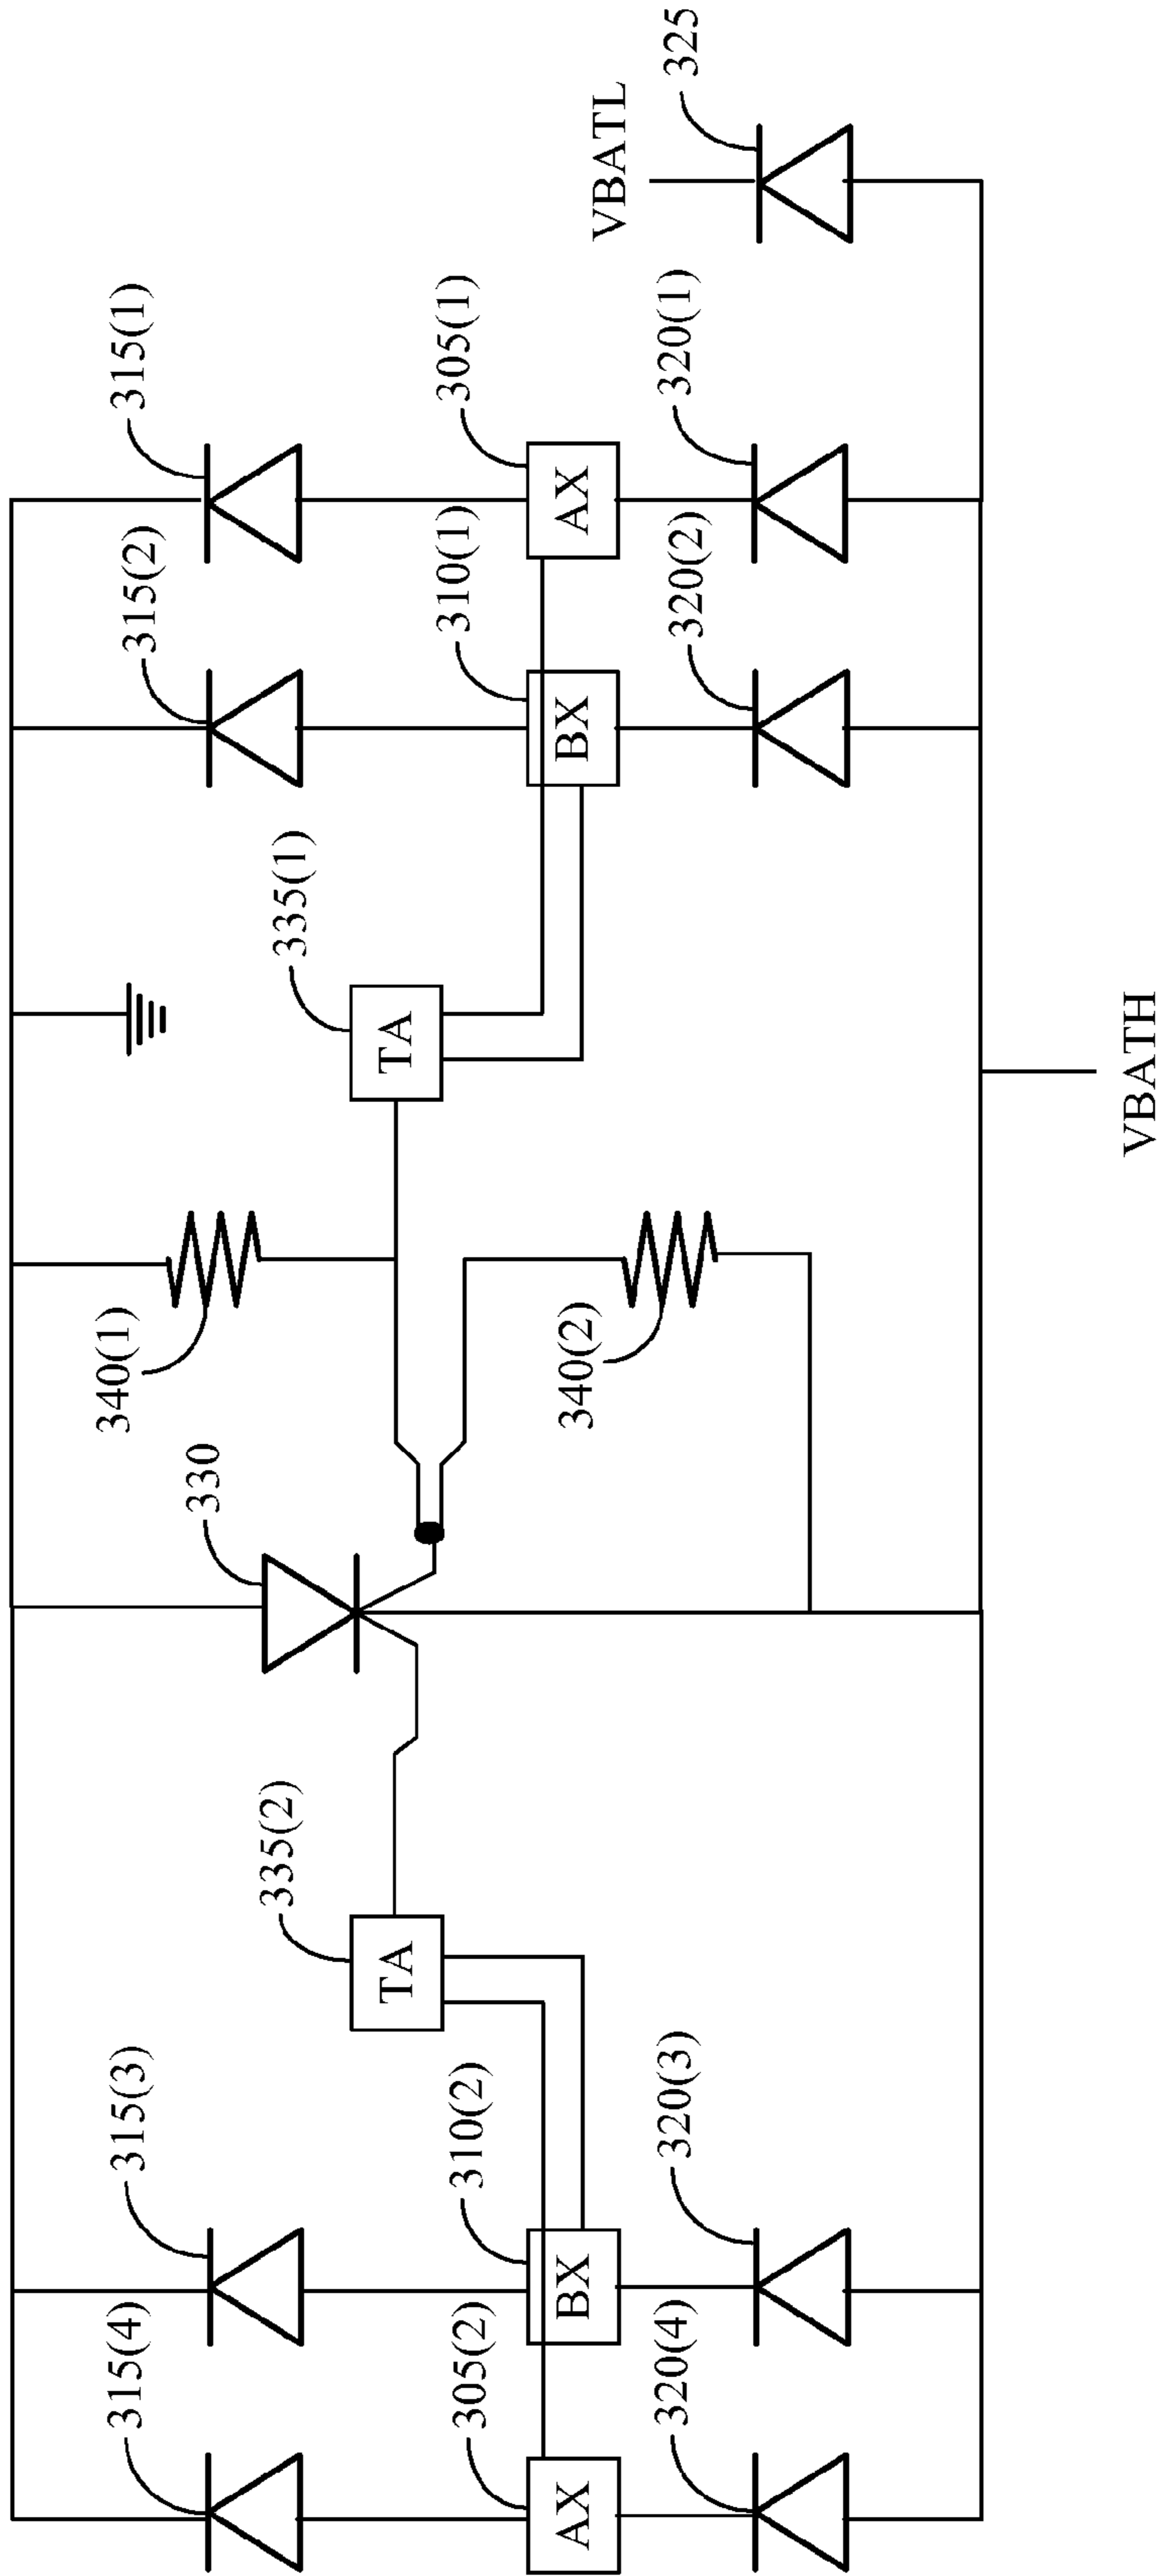 315(4)
315(3)
330
340(1)
315(2)
315(1)
335(2)
335(1)
305(2)
310(2)
310(1)
305(1)
TA
TA
AX
BX
BX
AX
340(2)
VBATL
320(4)
320(3)
320(2)
320(1)
325
VBATH